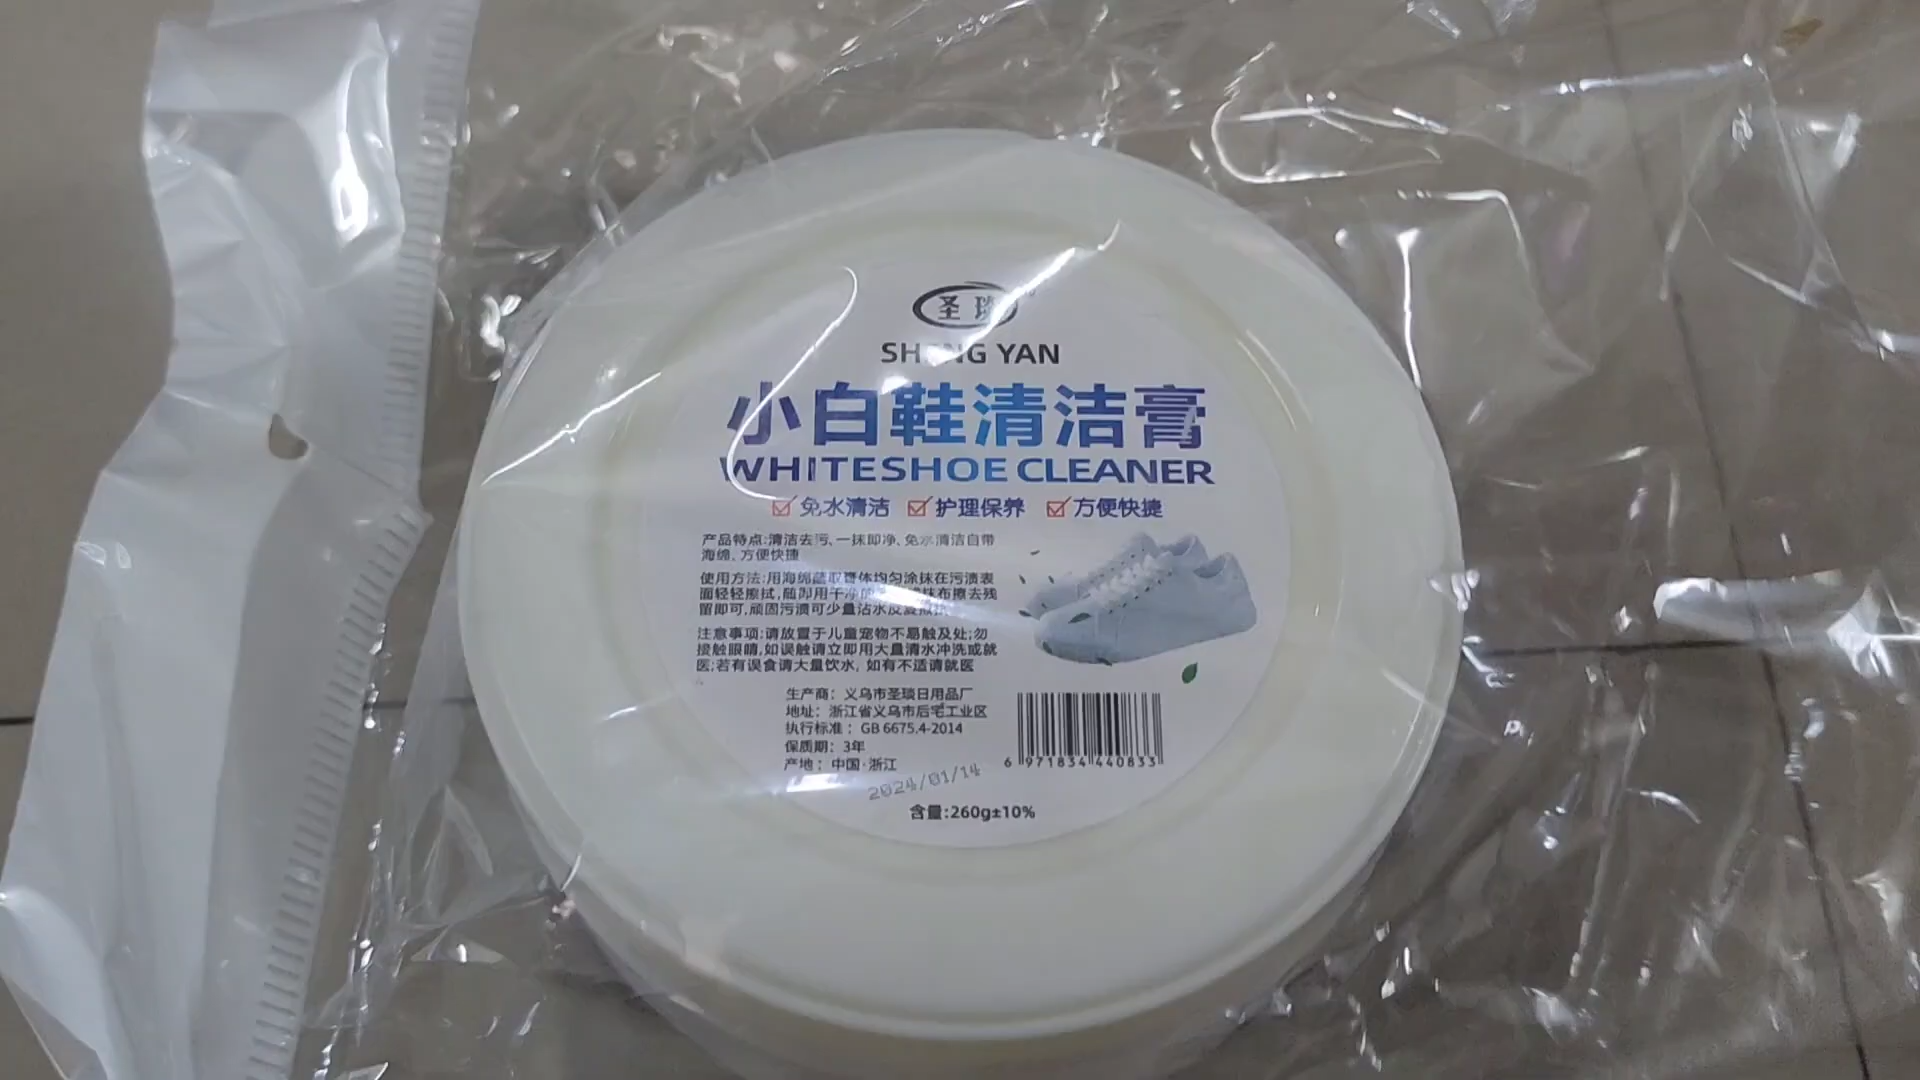 圣琰
SHENG YAN
小白鞋清洁膏
WHITESHOE CLEANER
免水清洁 护理保养 方便快捷
产品特点:清洁去污、一抹即净、免水清洁自带
海绵、方便快捷
使用方法:用海绵蘸取膏体均匀涂抹在污渍表
面轻轻擦拭,随即用干净的 抹布擦去残
留即可,顽固污渍可少量沾水反复
注意事项:请放置于儿童宠物不易触及处;勿
接触眼睛,如误触请立即用大量清水冲洗或就
医;若有误食请大量饮水, 如有不适请就医
生产商：义乌市圣琰日用品厂
地址：浙江省义乌市后宅工业区
执行标准：GB 6675.4-2014
保质期：3年
产地：中国·浙江
6 971834 440833
2024/01/14
含量:260g±10%